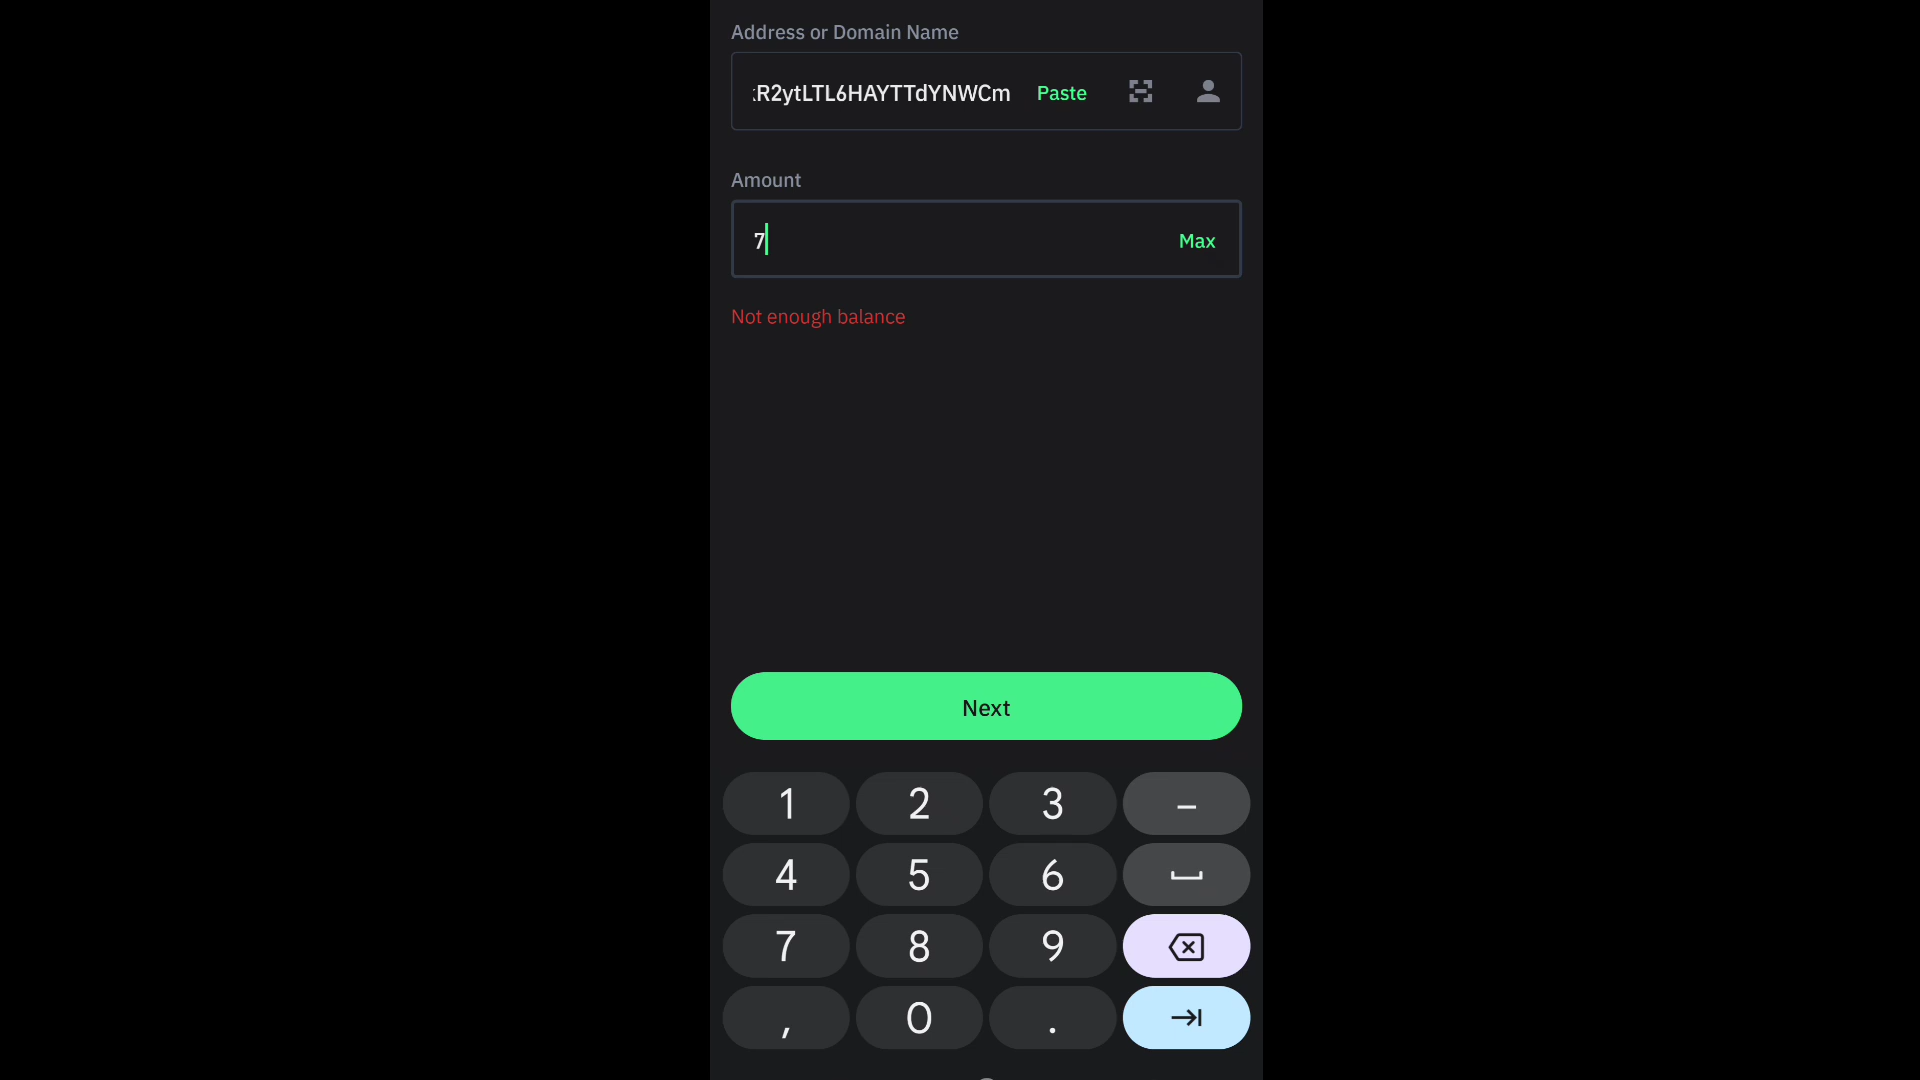 Address or Domain Name
R2ytLTL6HAYTTdYNWCm Paste
Amount
7 Max
Not enough balance
Next
1 2 3 –
4 5 6
7 8 9
, 0 .